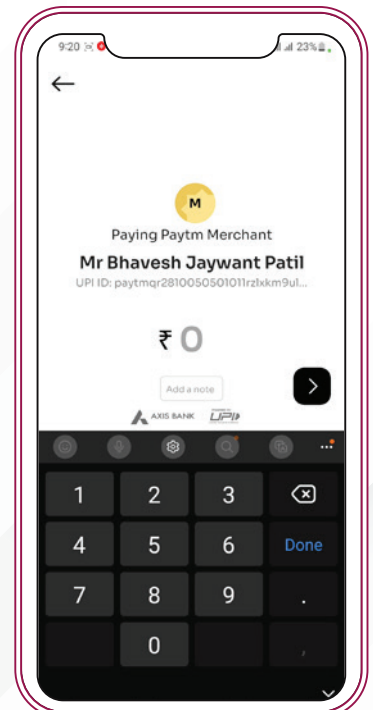 9:20
23%
M
Paying Paytm Merchant
Mr Bhavesh Jaywant Patil
UPI ID: paytmqr2810050501011rzlxkm9ul...
₹ 0
Add a note
AXIS BANK UPI
1 2 3
4 5 6 Done
7 8 9 .
0 ,